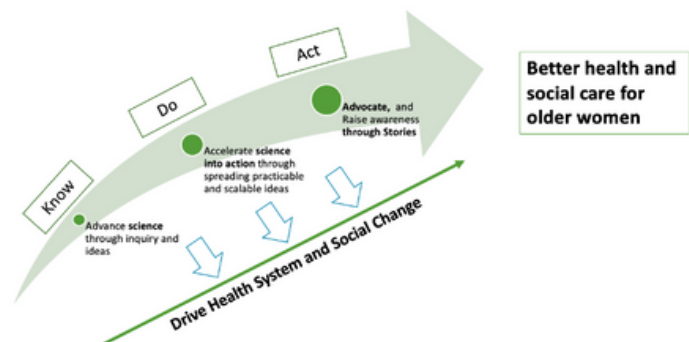 Know
Advance science
through inquiry and
ideas
Do
Accelerate science
into action through
spreading practicable
and scalable ideas
Act
Advocate, and
Raise awareness
through Stories
Drive Health System and Social Change
Better health and
social care for
older women